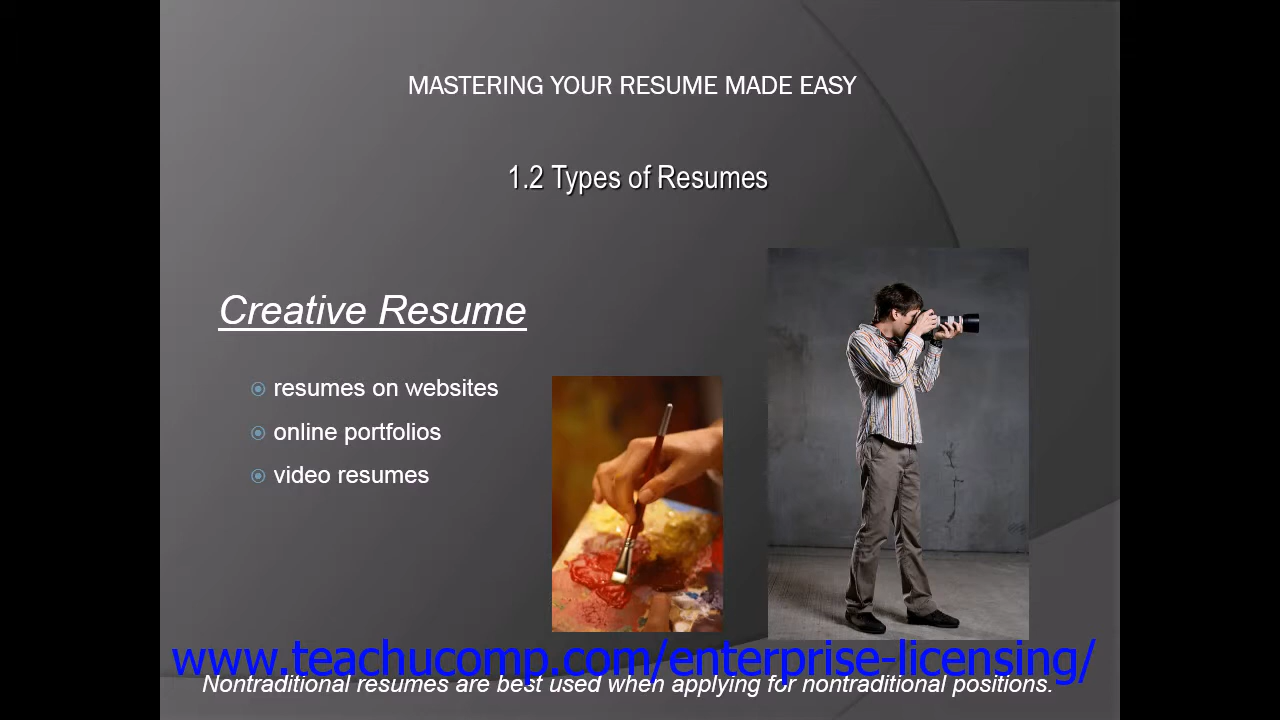 MASTERING YOUR RESUME MADE EASY
1.2 Types of Resumes
Creative Resume
resumes on websites
online portfolios
video resumes
www.teachucomp.com/enterprise-licensing/
Nontraditional resumes are best used when applying for nontraditional positions.